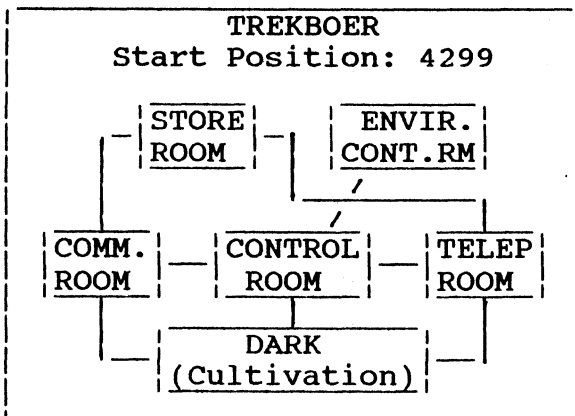 TREKBOER
Start Position: 4299
STORE ROOM
ENVIR. CONT.RM
COMM. ROOM
CONTROL ROOM
TELEP ROOM
DARK
(Cultivation)